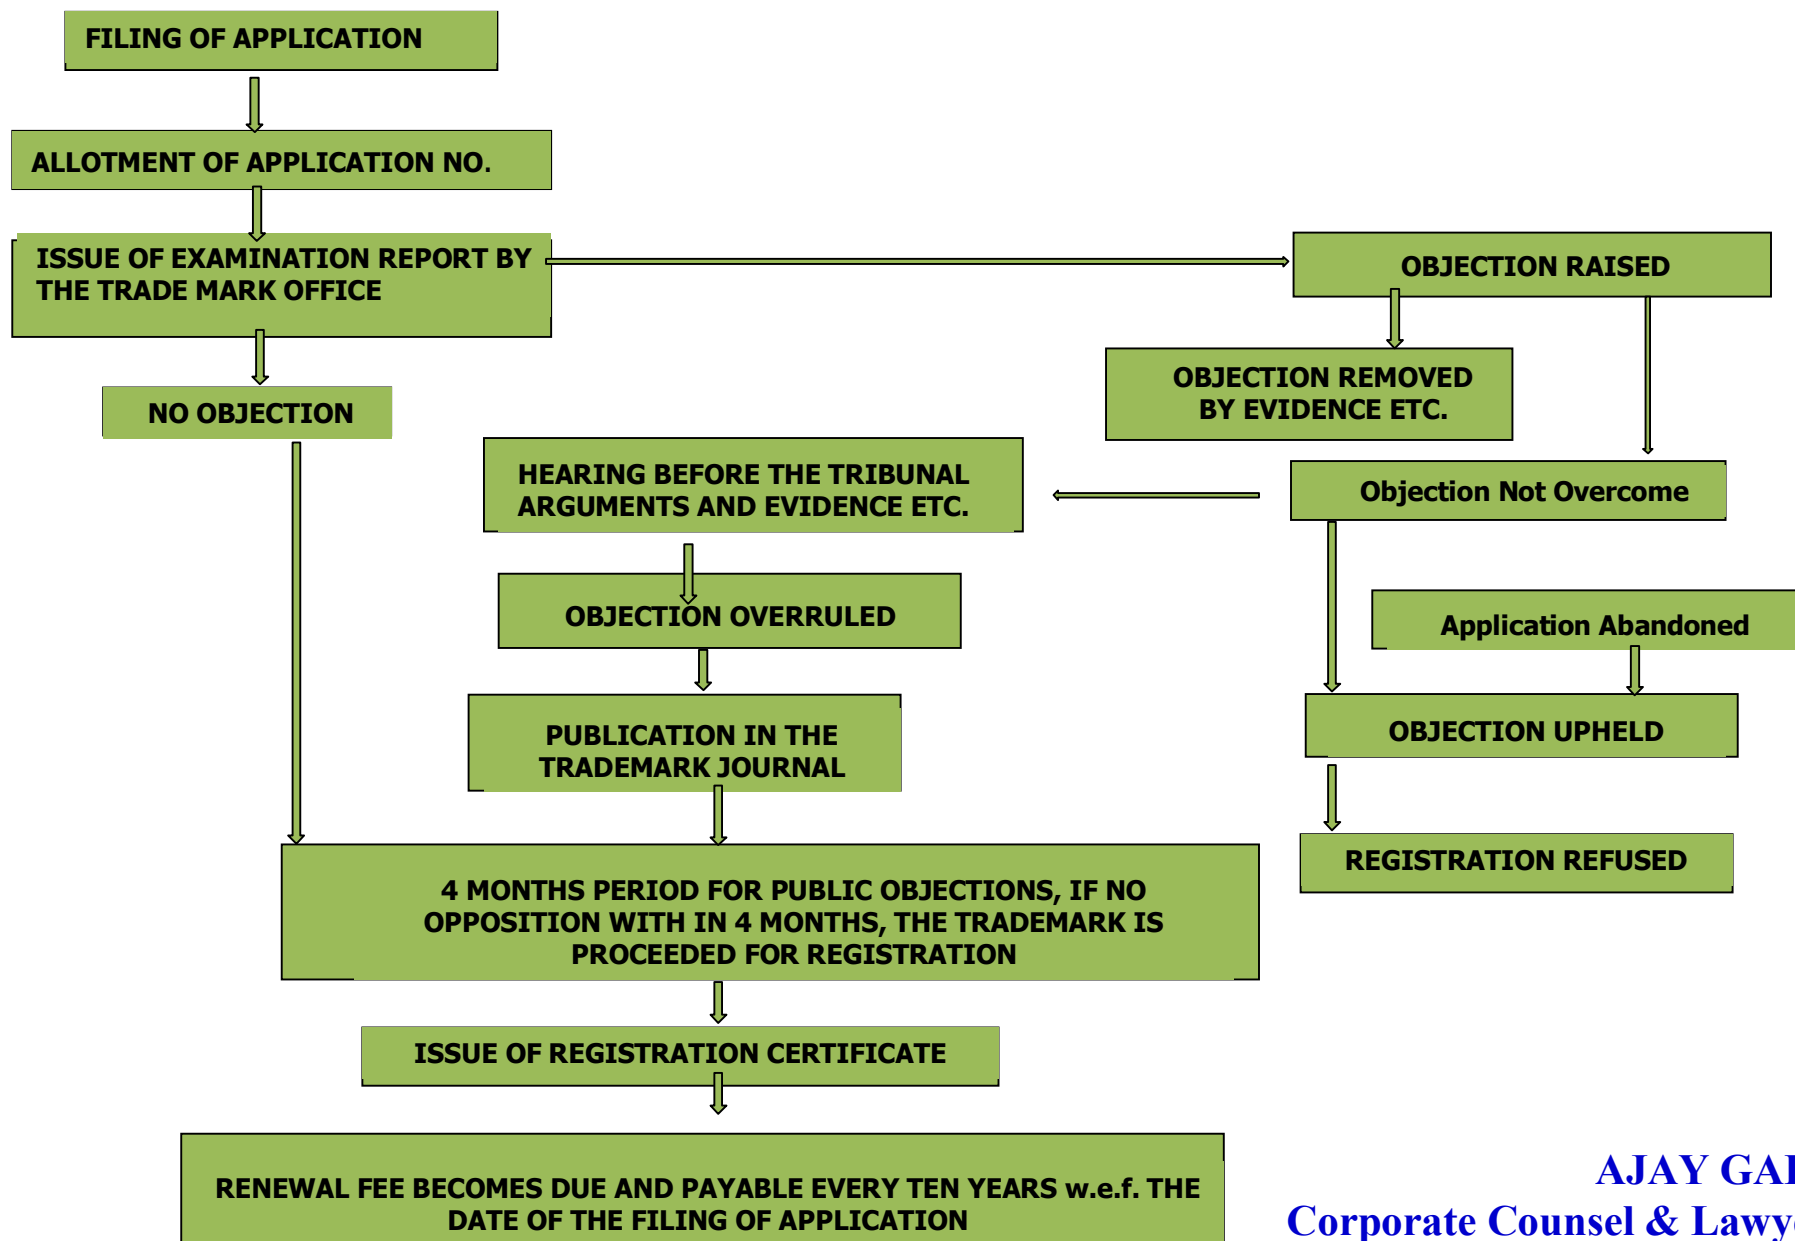 FILING OF APPLICATION
ALLOTMENT OF APPLICATION NO.
ISSUE OF EXAMINATION REPORT BY
THE TRADE MARK OFFICE
OBJECTION RAISED
OBJECTION REMOVED
BY EVIDENCE ETC.
NO OBJECTION
HEARING BEFORE THE TRIBUNAL
ARGUMENTS AND EVIDENCE ETC.
Objection Not Overcome
OBJECTION OVERRULED
Application Abandoned
PUBLICATION IN THE
TRADEMARK JOURNAL
OBJECTION UPHELD
REGISTRATION REFUSED
4 MONTHS PERIOD FOR PUBLIC OBJECTIONS, IF NO
OPPOSITION WITH IN 4 MONTHS, THE TRADEMARK IS
PROCEEDED FOR REGISTRATION
ISSUE OF REGISTRATION CERTIFICATE
RENEWAL FEE BECOMES DUE AND PAYABLE EVERY TEN YEARS w.e.f. THE
DATE OF THE FILING OF APPLICATION
AJAY
Corporate Counsel &